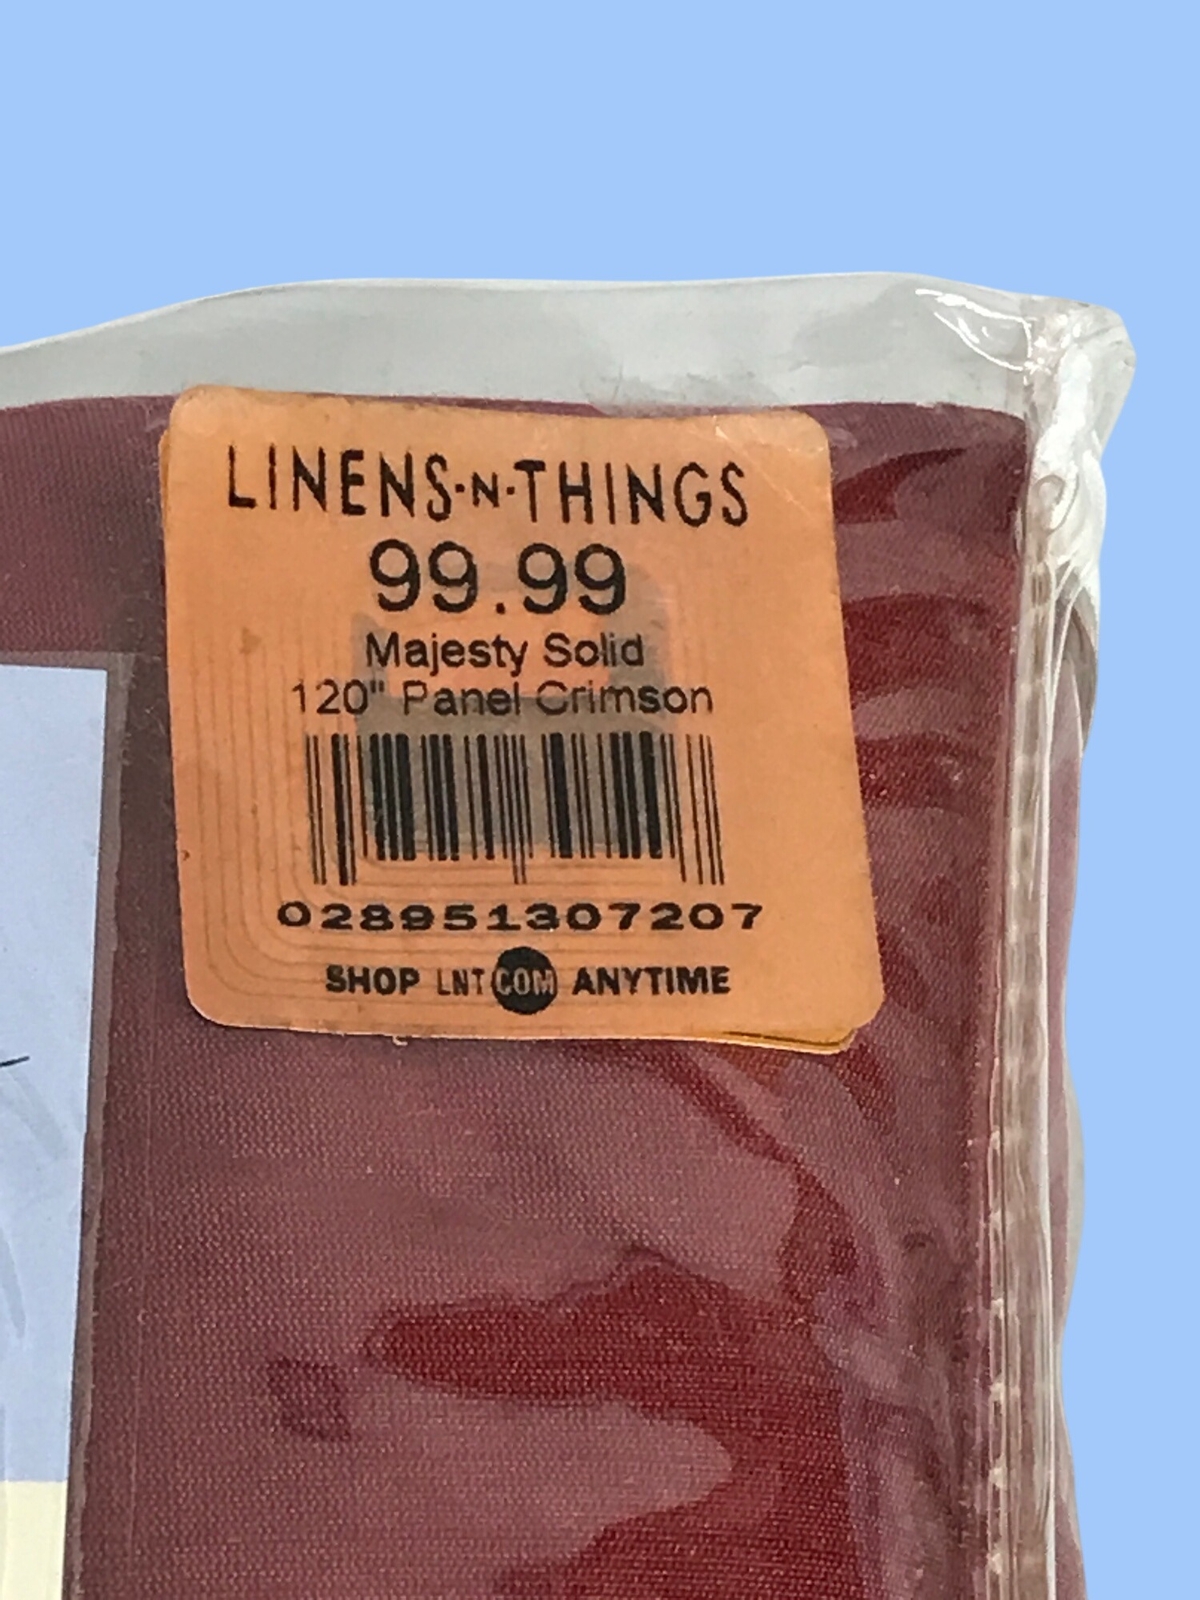 LINENS·N·THINGS
99.99
Majesty Solid
120" Panel Crimson
028951307207
SHOP LNT COM ANYTIME